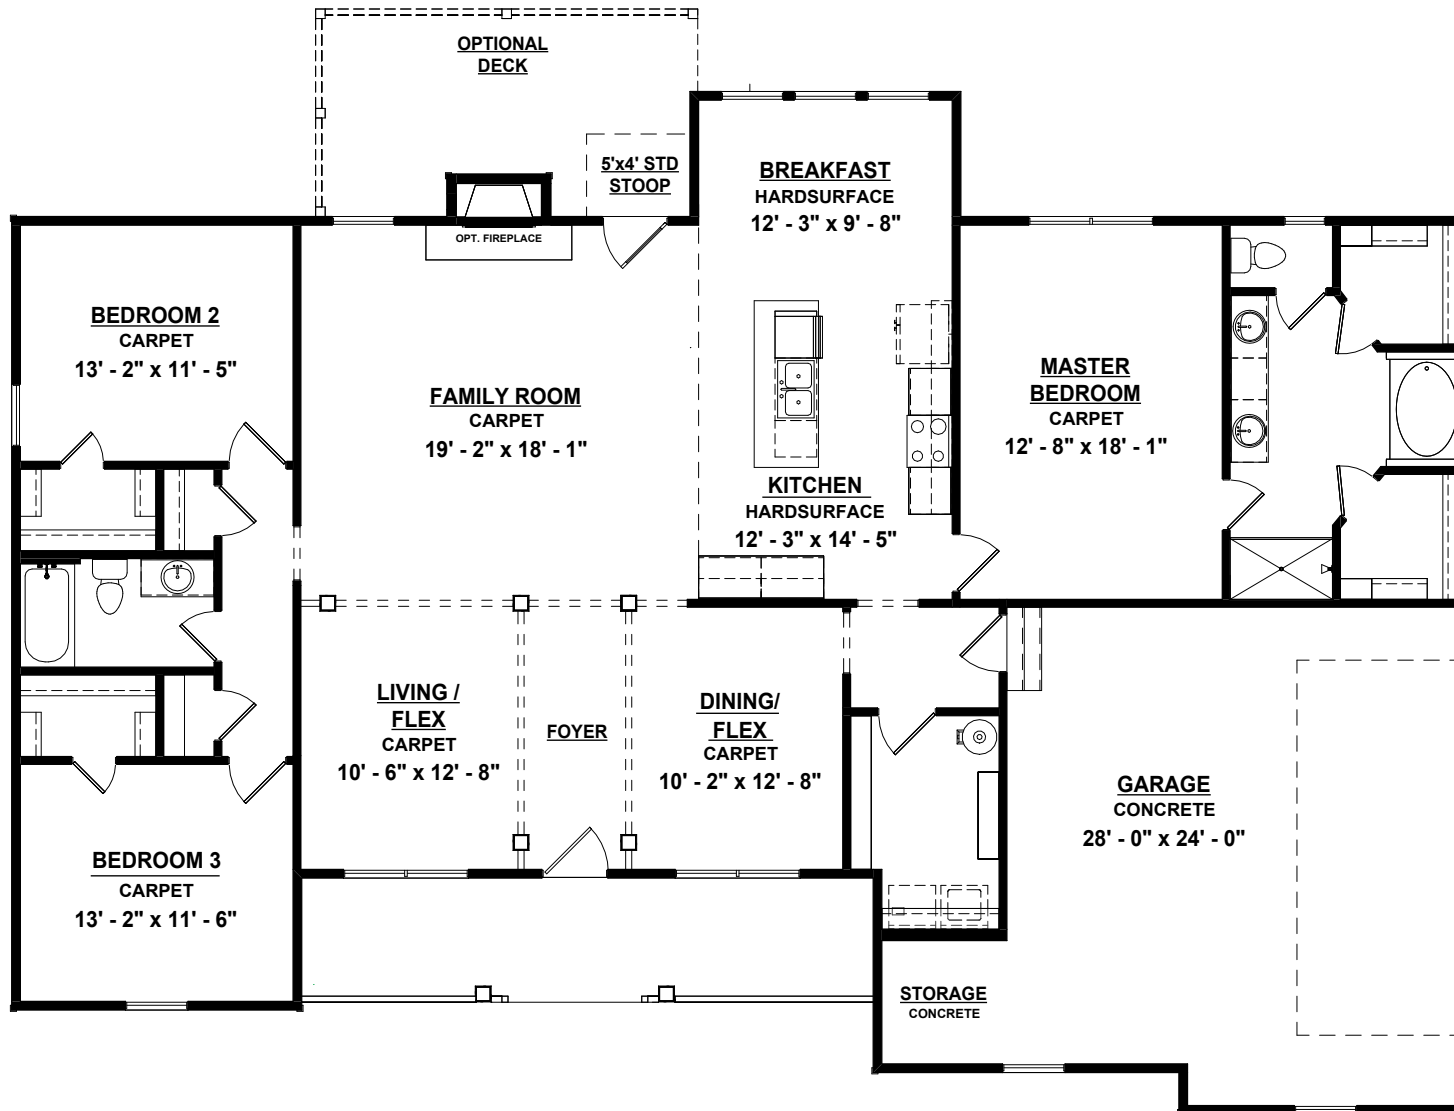 OPTIONAL
DECK
5'x4' STD
STOOP
BREAKFAST
HARDSURFACE
12' - 3" x 9' - 8"
OPT. FIREPLACE
BEDROOM 2
CARPET
13' - 2" x 11' - 5"
FAMILY ROOM
CARPET
19' - 2" x 18' - 1"
MASTER
BEDROOM
CARPET
12' - 8" x 18' - 1"
KITCHEN
HARDSURFACE
12' - 3" x 14' - 5"
LIVING /
FLEX
CARPET
10' - 6" x 12' - 8"
FOYER
DINING/
FLEX
CARPET
10' - 2" x 12' - 8"
GARAGE
CONCRETE
28' - 0" x 24' - 0"
BEDROOM 3
CARPET
13' - 2" x 11' - 6"
STORAGE
CONCRETE